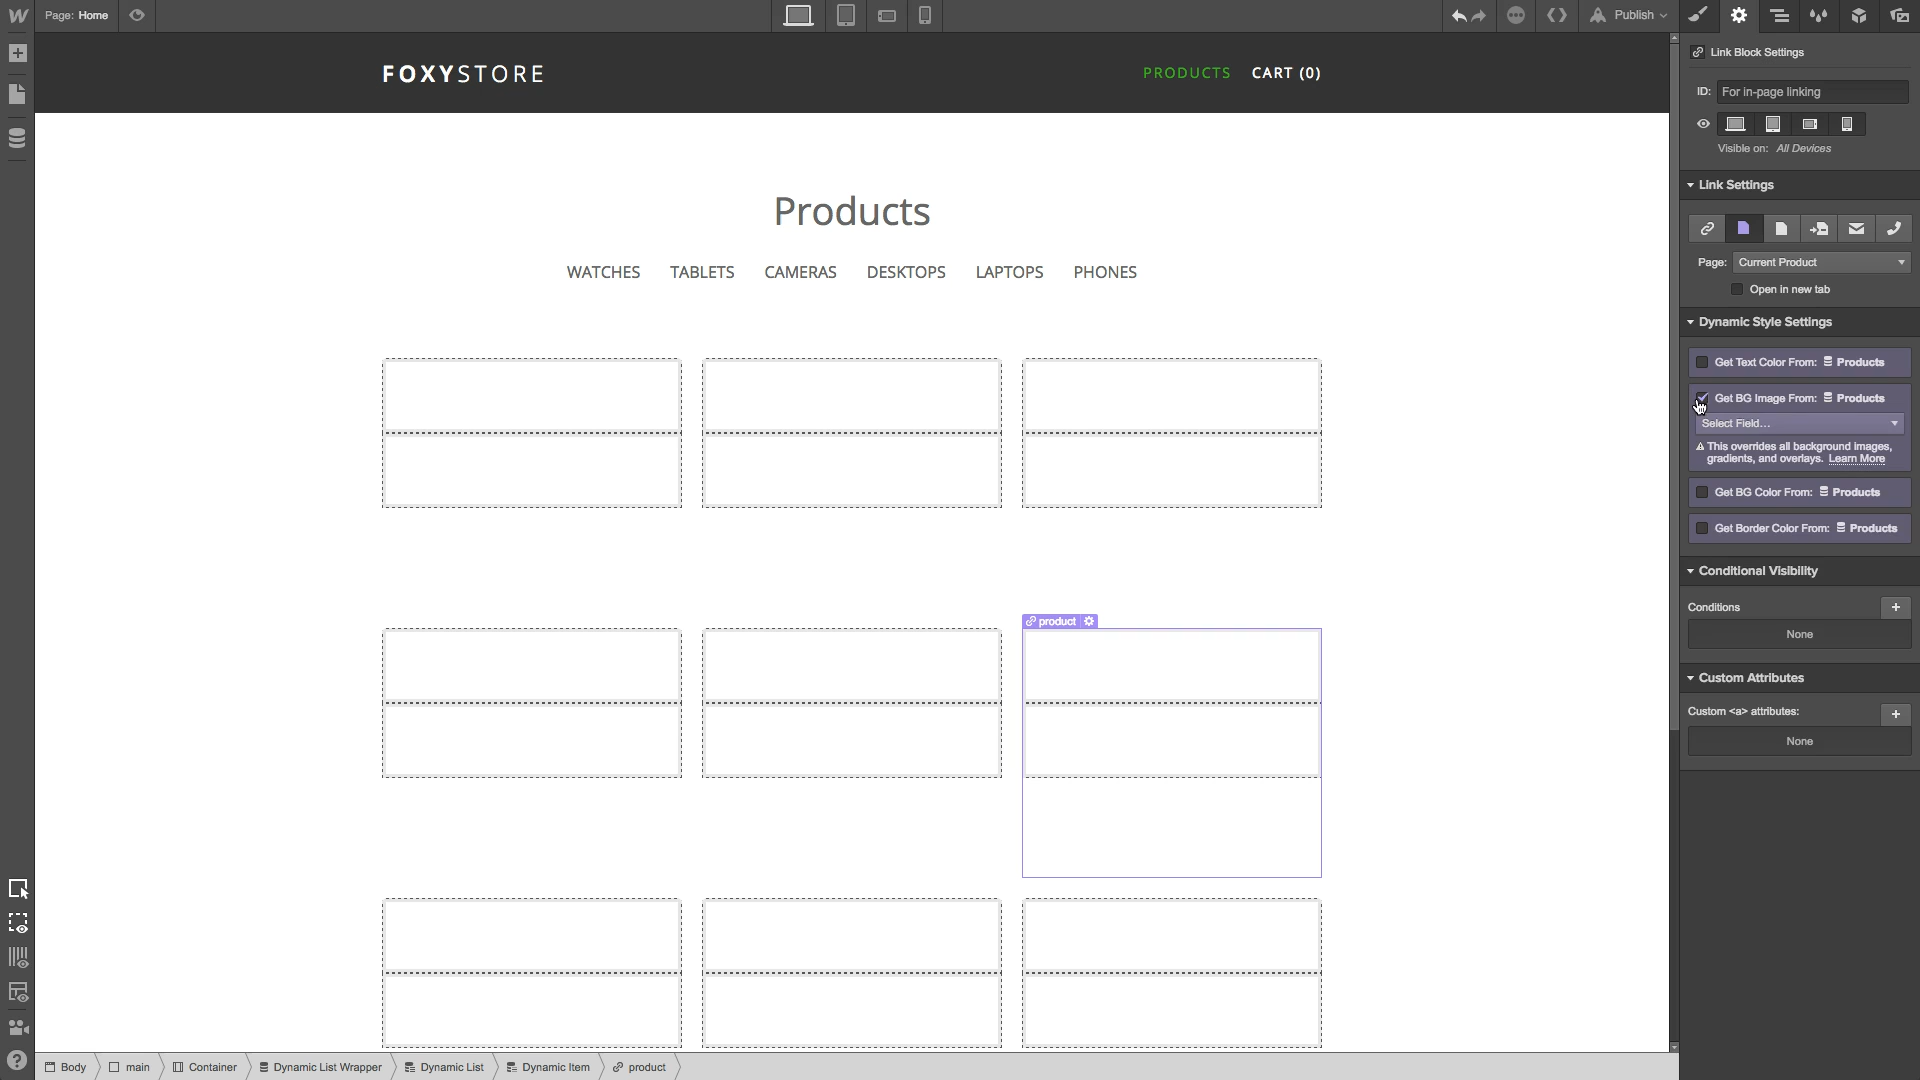 Page: Home
Publish
FOXYSTORE
PRODUCTS CART (0)
Products
WATCHES TABLETS CAMERAS DESKTOPS LAPTOPS PHONES
product
Body main Container Dynamic List Wrapper Dynamic List Dynamic Item product
Link Block Settings
ID: For in-page linking
Visible on: All Devices
Link Settings
Page: Current Product
Open in new tab
Dynamic Style Settings
Get Text Color From: Products
Get BG Image From: Products
Select Field...
This overrides all background images,
gradients, and overlays. Learn More
Get BG Color From: Products
Get Border Color From: Products
Conditional Visibility
Conditions
+
None
Custom Attributes
Custom <a> attributes:
+
None